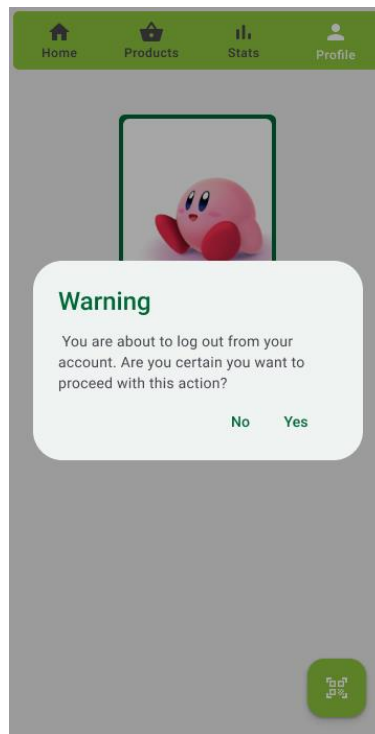 Home Products Stats Profile
Warning
You are about to log out from your
account. Are you certain you want to
proceed with this action?
No Yes